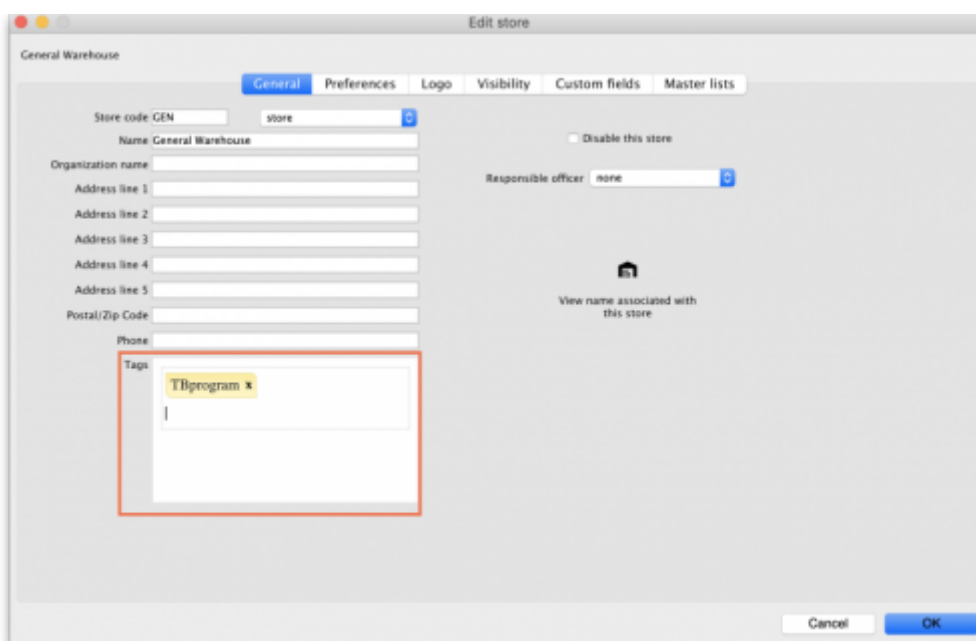 Edit store
General Warehouse
General Preferences Logo Visibility Custom fields Master lists
Store code GEN store
Name General Warehouse
Disable this store
Organization name
Responsible officer none
Address line 1
Address line 2
Address line 3
Address line 4
Address line 5
View name associated with
this store
Postal/Zip Code
Phone
Tags
TBprogram x
Cancel OK